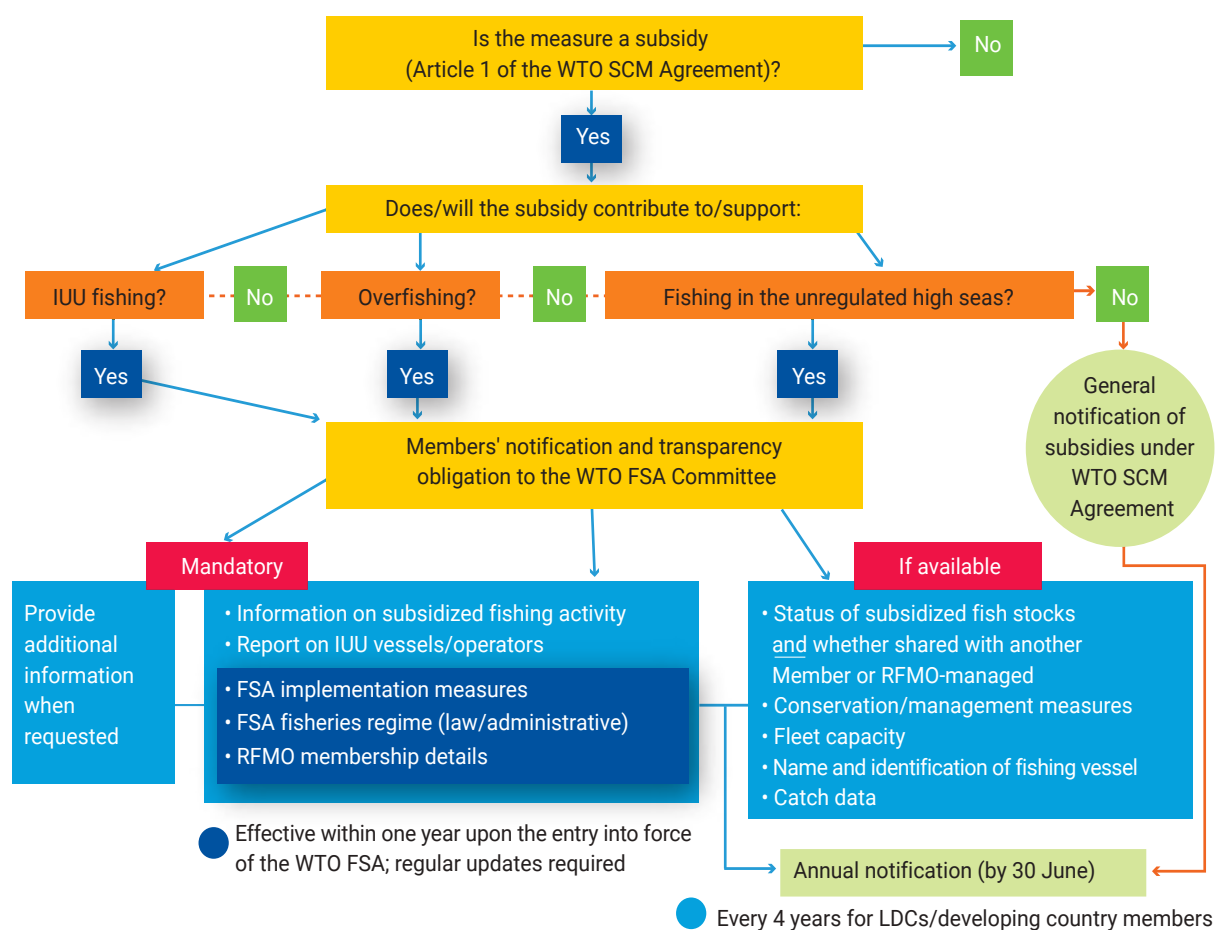 Is the measure a subsidy
(Article 1 of the WTO SCM Agreement)?
No
Yes
Does/will the subsidy contribute to/support:
IUU fishing?
No
Overfishing?
No
Fishing in the unregulated high seas?
No
Yes
Yes
Yes
General
notification of
subsidies under
WTO SCM
Agreement
Members' notification and transparency
obligation to the WTO FSA Committee
Mandatory
If available
Provide
additional
information
when
requested
• Information on subsidized fishing activity
• Report on IUU vessels/operators
• FSA implementation measures
• FSA fisheries regime (law/administrative)
• RFMO membership details
• Status of subsidized fish stocks
and whether shared with another
Member or RFMO-managed
• Conservation/management measures
• Fleet capacity
• Name and identification of fishing vessel
• Catch data
Effective within one year upon the entry into force
of the WTO FSA; regular updates required
Annual notification (by 30 June)
Every 4 years for LDCs/developing country members